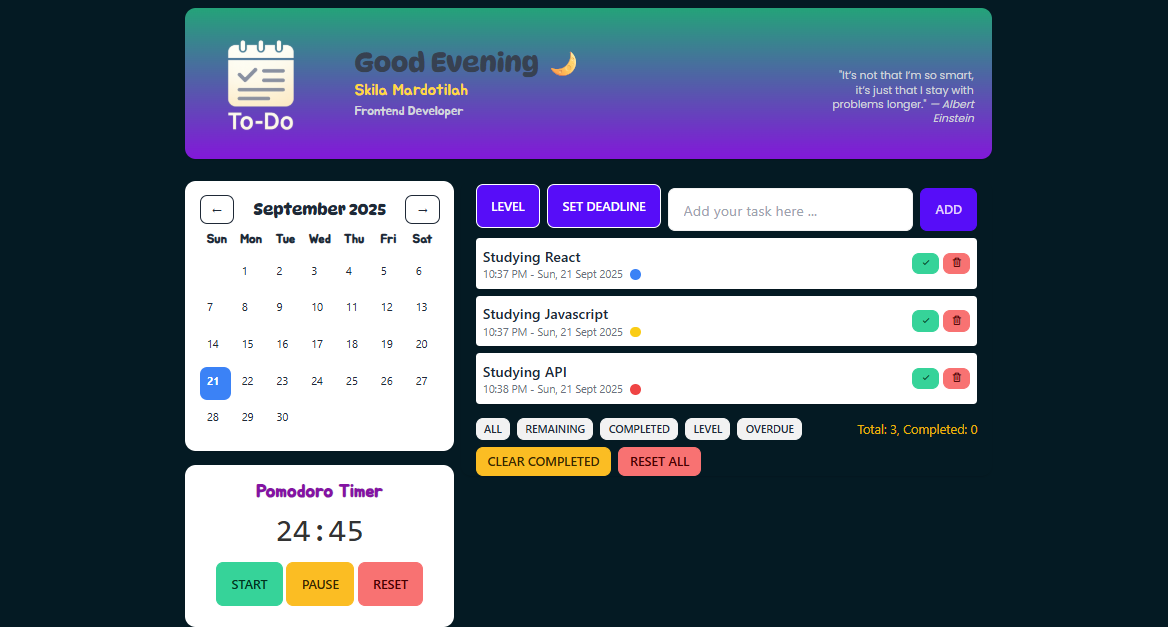 To-Do
Good Evening 🌙
Skila Mardotilah
Frontend Developer
"It's not that I'm so smart,
it's just that I stay with
problems longer." — Albert
Einstein
← September 2025 →
Sun Mon Tue Wed Thu Fri Sat
1 2 3 4 5 6
7 8 9 10 11 12 13
14 15 16 17 18 19 20
21 22 23 24 25 26 27
28 29 30
Pomodoro Timer
24:45
START PAUSE RESET
LEVEL SET DEADLINE Add your task here ... ADD
Studying React
10:37 PM - Sun, 21 Sept 2025
Studying Javascript
10:37 PM - Sun, 21 Sept 2025
Studying API
10:38 PM - Sun, 21 Sept 2025
ALL REMAINING COMPLETED LEVEL OVERDUE Total: 3, Completed: 0
CLEAR COMPLETED RESET ALL